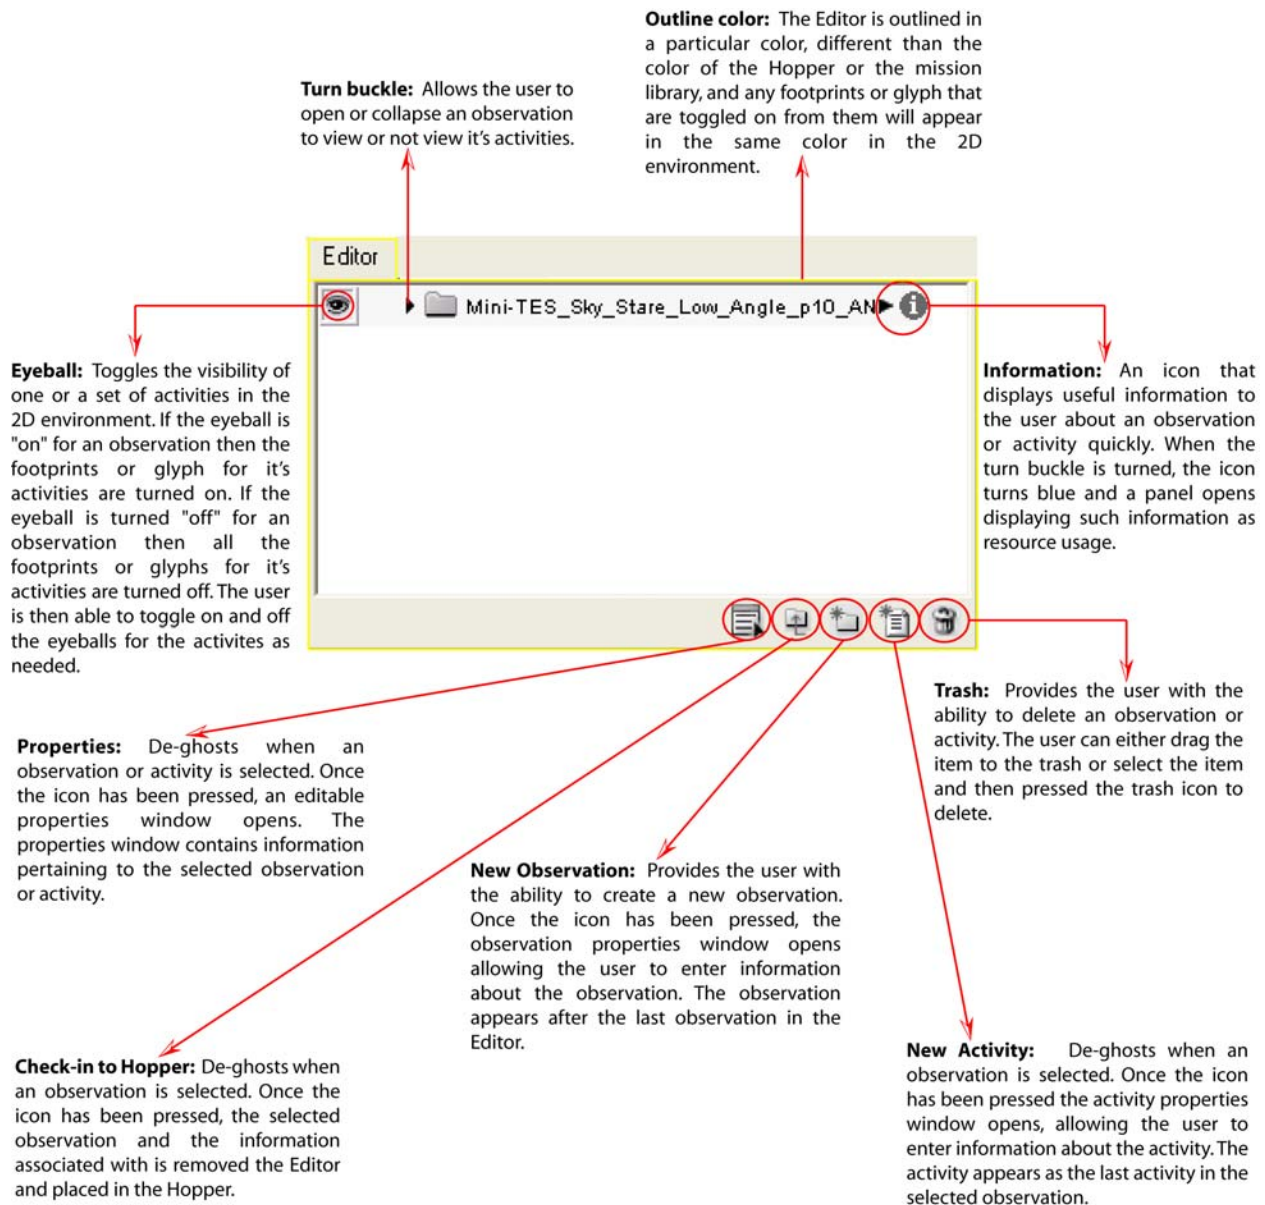 Outline color: The Editor is outlined in
a particular color, different than the
color of the Hopper or the mission
library, and any footprints or glyph that
are toggled on from them will appear
in the same color in the 2D
environment.
Turn buckle: Allows the user to
open or collapse an observation
to view or not view it's activities.
Editor
Mini-TES_Sky_Stare_Low_Angle_p10_AN
Eyeball: Toggles the visibility of
one or a set of activities in the
2D environment. If the eyeball is
"on" for an observation then the
footprints or glyph for it's
activities are turned on. If the
eyeball is turned "off" for an
observation then all the
footprints or glyphs for it's
activities are turned off. The user
is then able to toggle on and off
the eyeballs for the activites as
needed.
Information: An icon that
displays useful information to
the user about an observation
or activity quickly. When the
turn buckle is turned, the icon
turns blue and a panel opens
displaying such information as
resource usage.
Trash: Provides the user with the
ability to delete an observation or
activity. The user can either drag the
item to the trash or select the item
and then pressed the trash icon to
delete.
Properties: De-ghosts when an
observation or activity is selected. Once
the icon has been pressed, an editable
properties window opens. The
properties window contains information
pertaining to the selected observation
or activity.
New Observation: Provides the user with
the ability to create a new observation.
Once the icon has been pressed, the
observation properties window opens
allowing the user to enter information
about the observation. The observation
appears after the last observation in the
Editor.
Check-in to Hopper: De-ghosts when
an observation is selected. Once the
icon has been pressed, the selected
observation and the information
associated with is removed the Editor
and placed in the Hopper.
New Activity: De-ghosts when an
observation is selected. Once the icon
has been pressed the activity properties
window opens, allowing the user to
enter information about the activity. The
activity appears as the last activity in the
selected observation.